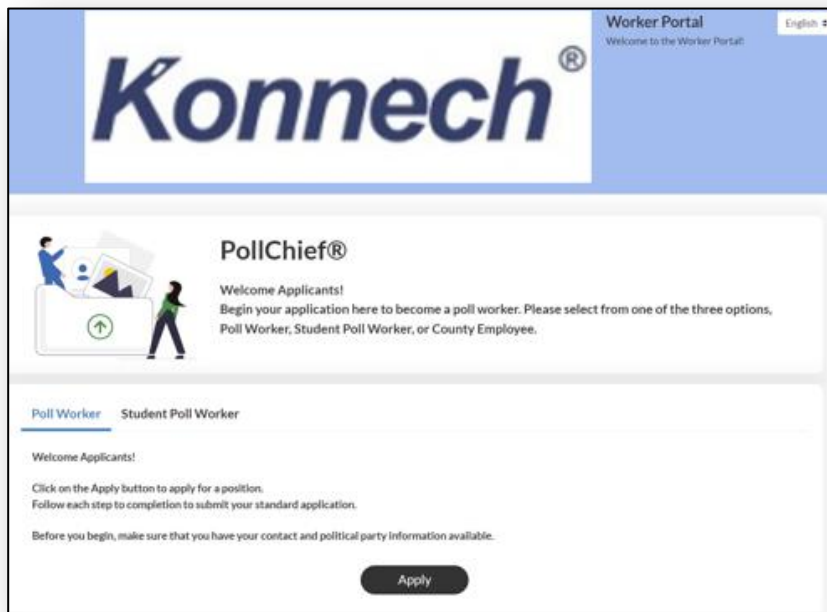 Konnech®
Worker Portal
Welcome to the Worker Portal!
English
PollChief®
Welcome Applicants!
Begin your application here to become a poll worker. Please select from one of the three options,
Poll Worker, Student Poll Worker, or County Employee.
Poll Worker Student Poll Worker
Welcome Applicants!
Click on the Apply button to apply for a position.
Follow each step to completion to submit your standard application.
Before you begin, make sure that you have your contact and political party information available.
Apply